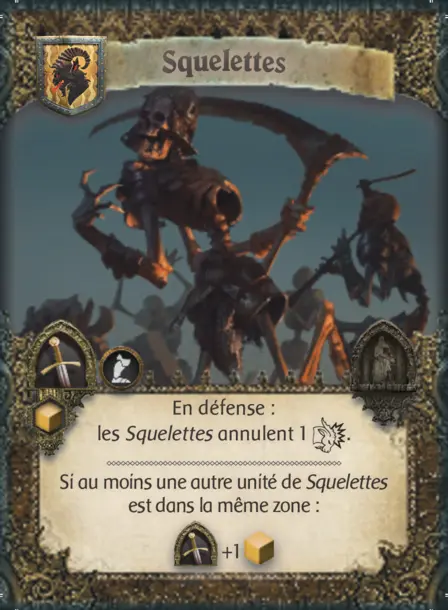 Squelettes
En défense :
les Squelettes annulent 1 .
Si au moins une autre unité de Squelettes
est dans la même zone :
+1